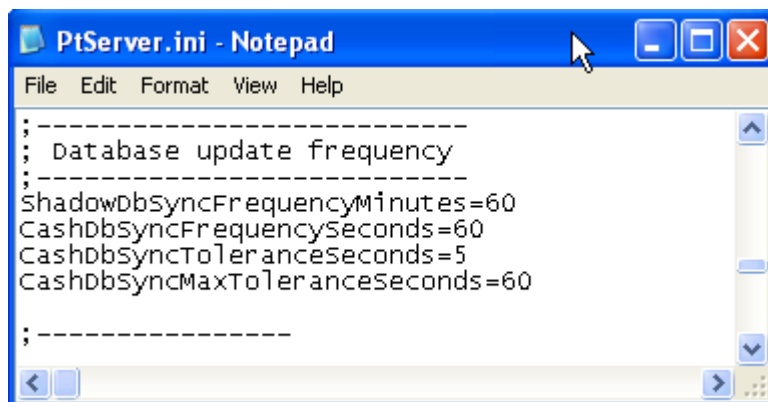 PtServer.ini - Notepad
File Edit Format View Help
;---------------------------
; Database update frequency
;---------------------------
ShadowDbSyncFrequencyMinutes=60
CashDbSyncFrequencySeconds=60
CashDbSyncToleranceSeconds=5
CashDbSyncMaxToleranceSeconds=60
;----------------